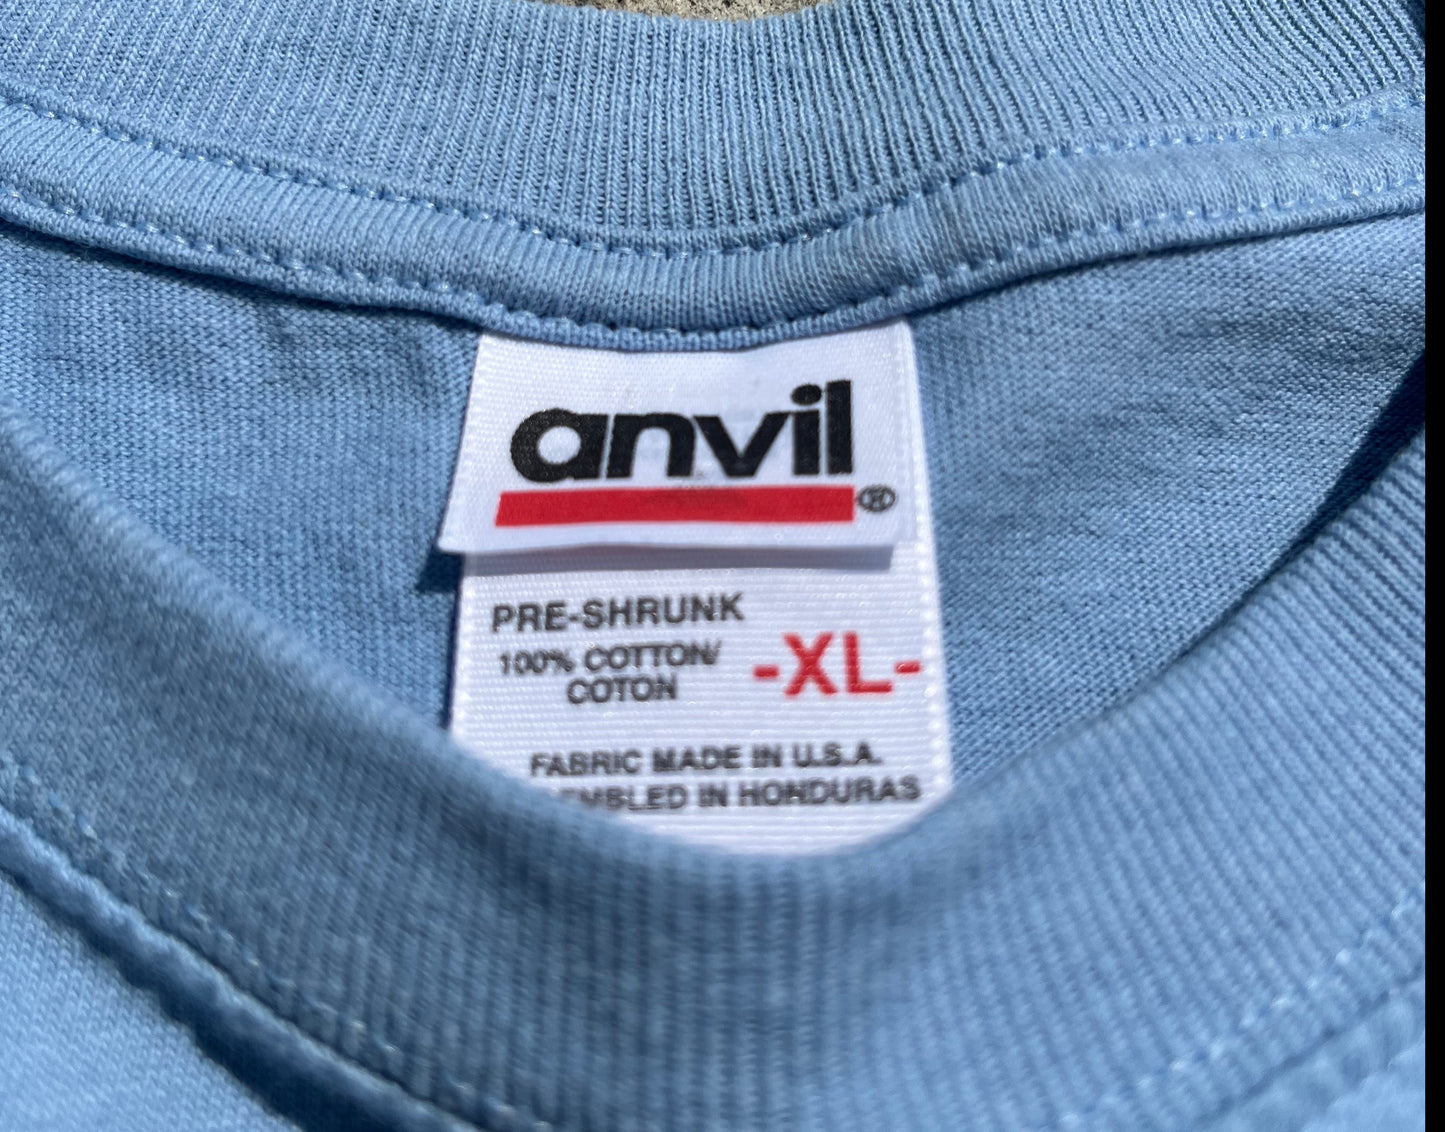 anvil
®
PRE-SHRUNK
100% COTTON/
COTON
-XL-
FABRIC MADE IN U.S.A.
IN HONDURAS